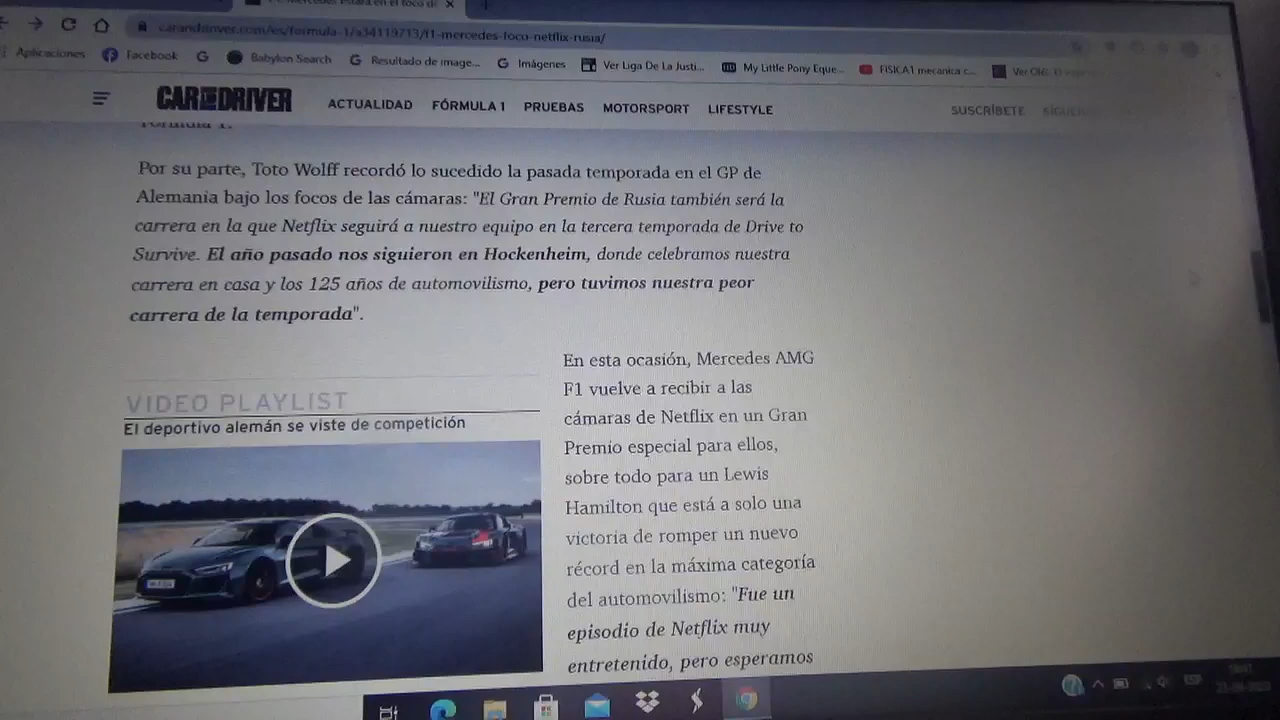 carandriver.com/es/formula-1/a34119713/f1-mercedes-foco-netflix-rusia/
Aplicaciones Facebook Babylon Search Resultado de image... Imágenes Ver Liga De La Justi... My Little Pony Eque... FISICA1 mecanica c...
CAR AND DRIVER ACTUALIDAD FÓRMULA 1 PRUEBAS MOTORSPORT LIFESTYLE SUSCRÍBETE
Fórmula 1.
Por su parte, Toto Wolff recordó lo sucedido la pasada temporada en el GP de
Alemania bajo los focos de las cámaras: "El Gran Premio de Rusia también será la
carrera en la que Netflix seguirá a nuestro equipo en la tercera temporada de Drive to
Survive. El año pasado nos siguieron en Hockenheim, donde celebramos nuestra
carrera en casa y los 125 años de automovilismo, pero tuvimos nuestra peor
carrera de la temporada".
VIDEO PLAYLIST
El deportivo alemán se viste de competición
En esta ocasión, Mercedes AMG
F1 vuelve a recibir a las
cámaras de Netflix en un Gran
Premio especial para ellos,
sobre todo para un Lewis
Hamilton que está a solo una
victoria de romper un nuevo
récord en la máxima categoría
del automovilismo: "Fue un
episodio de Netflix muy
entretenido, pero esperamos
ESP